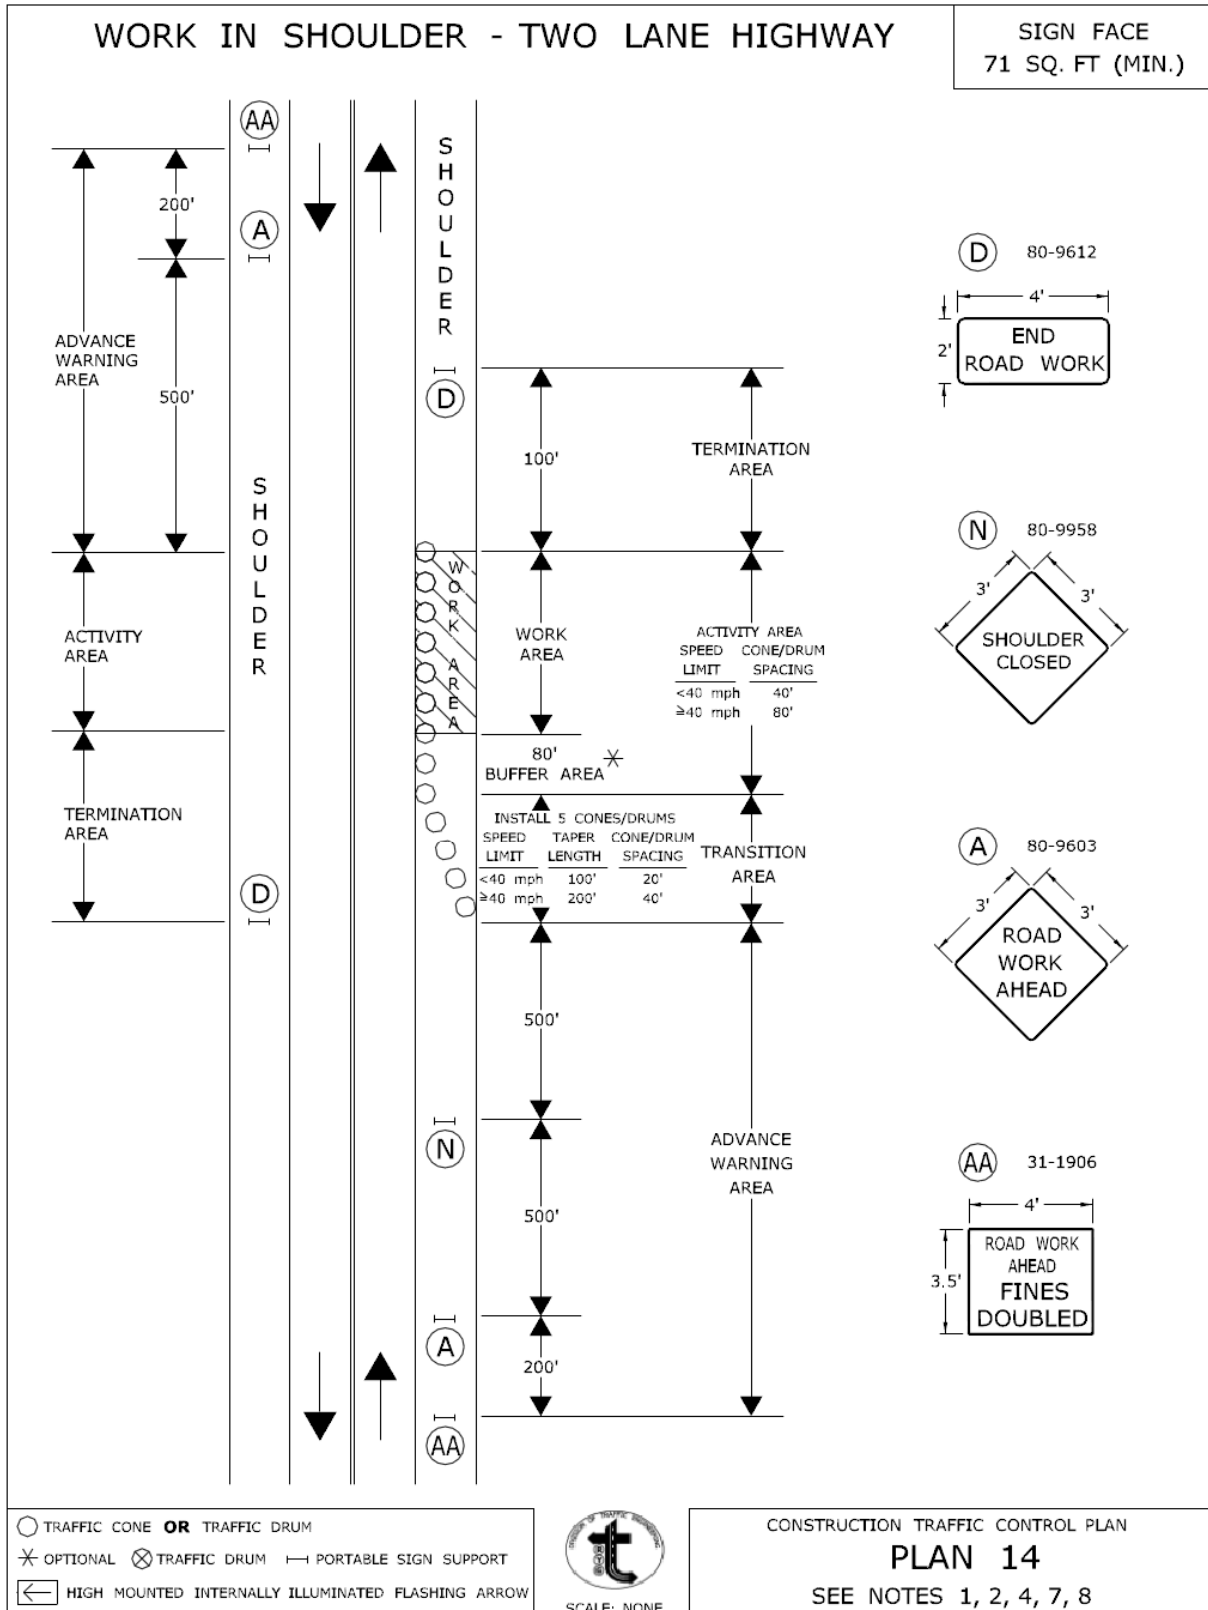 WORK IN SHOULDER - TWO LANE HIGHWAY
SIGN FACE
71 SQ. FT (MIN.)
AA
200'
A
ADVANCE
WARNING
AREA
500'
SHOULDER
ACTIVITY
AREA
TERMINATION
AREA
D
SHOULDER
D
100'
TERMINATION
AREA
WORK AREA
WORK
AREA
ACTIVITY AREA
SPEED CONE/DRUM
LIMIT SPACING
<40 mph 40'
≥40 mph 80'
80'
BUFFER AREA *
INSTALL 5 CONES/DRUMS
SPEED TAPER CONE/DRUM
LIMIT LENGTH SPACING
<40 mph 100' 20'
≥40 mph 200' 40'
TRANSITION
AREA
500'
N
500'
ADVANCE
WARNING
AREA
A
200'
AA
D 80-9612
4'
2'
END
ROAD WORK
N 80-9958
3' 3'
SHOULDER
CLOSED
A 80-9603
3' 3'
ROAD
WORK
AHEAD
AA 31-1906
4'
3.5'
ROAD WORK
AHEAD
FINES
DOUBLED
TRAFFIC CONE OR TRAFFIC DRUM
* OPTIONAL TRAFFIC DRUM PORTABLE SIGN SUPPORT
HIGH MOUNTED INTERNALLY ILLUMINATED FLASHING ARROW
SCALE: NONE
CONSTRUCTION TRAFFIC CONTROL PLAN
PLAN 14
SEE NOTES 1, 2, 4, 7, 8